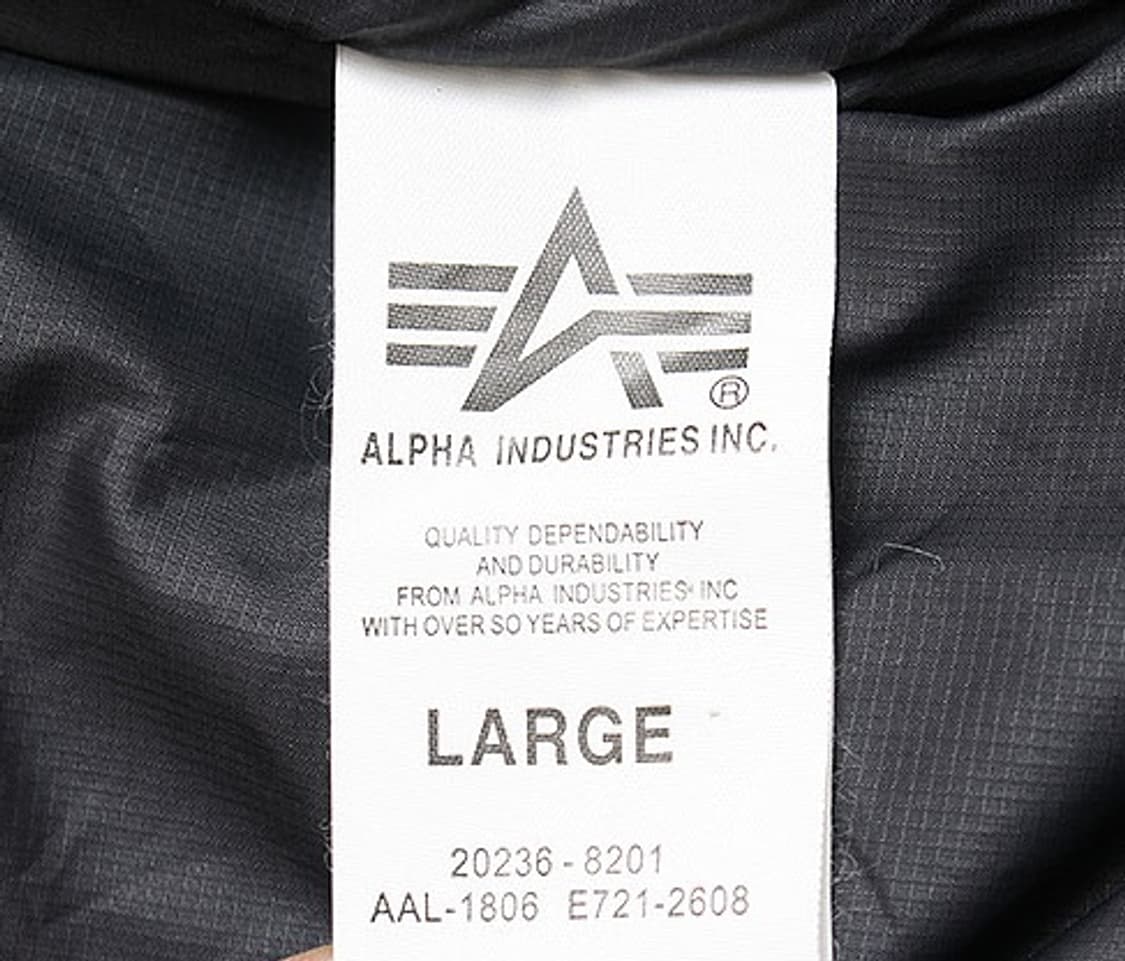 ®
ALPHA INDUSTRIES INC.
QUALITY DEPENDABILITY
AND DURABILITY
FROM ALPHA INDUSTRIES® INC
WITH OVER SO YEARS OF EXPERTISE
LARGE
20236-8201
AAL-1806 E721-2608